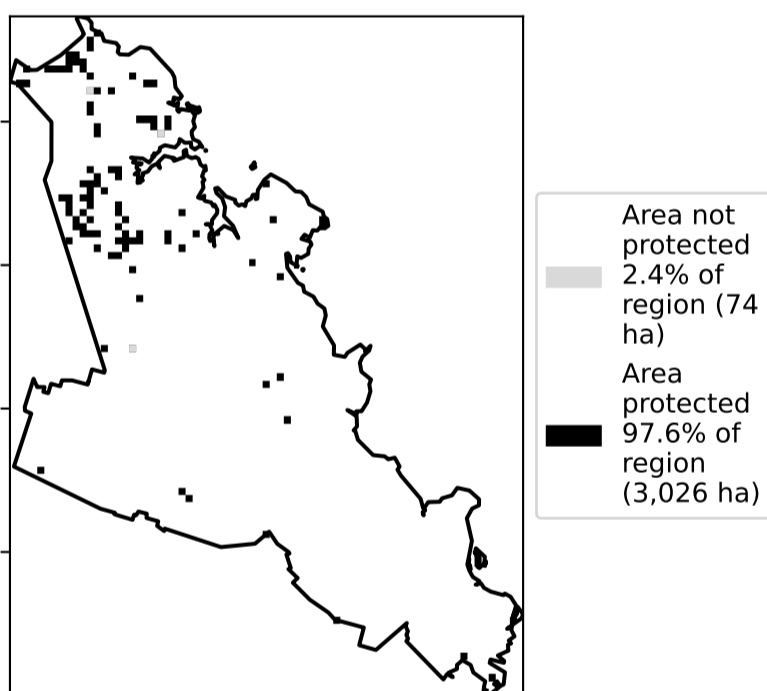 Area not
protected
2.4% of
region (74
ha)
Area
protected
97.6% of
region
(3,026 ha)